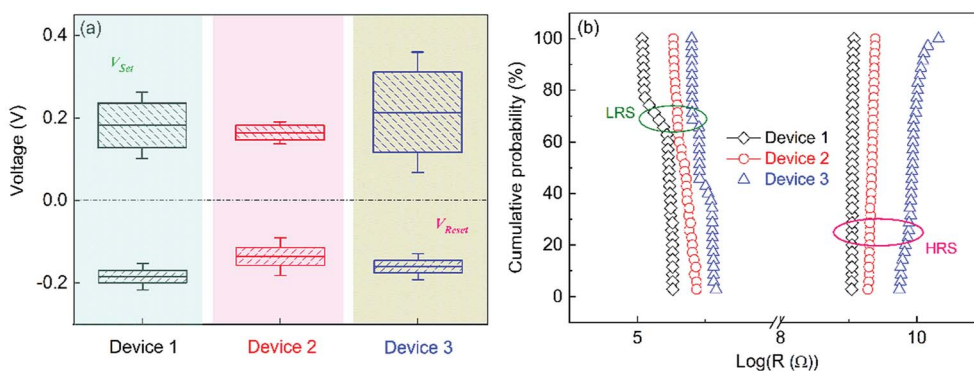 (a)
V_Set
V_Reset
Voltage (V)
0.4
0.2
0.0
-0.2
Device 1
Device 2
Device 3
(b)
Cumulative probability (%)
100
80
60
40
20
0
LRS
Device 1
Device 2
Device 3
HRS
5
8
10
Log(R (Ω))